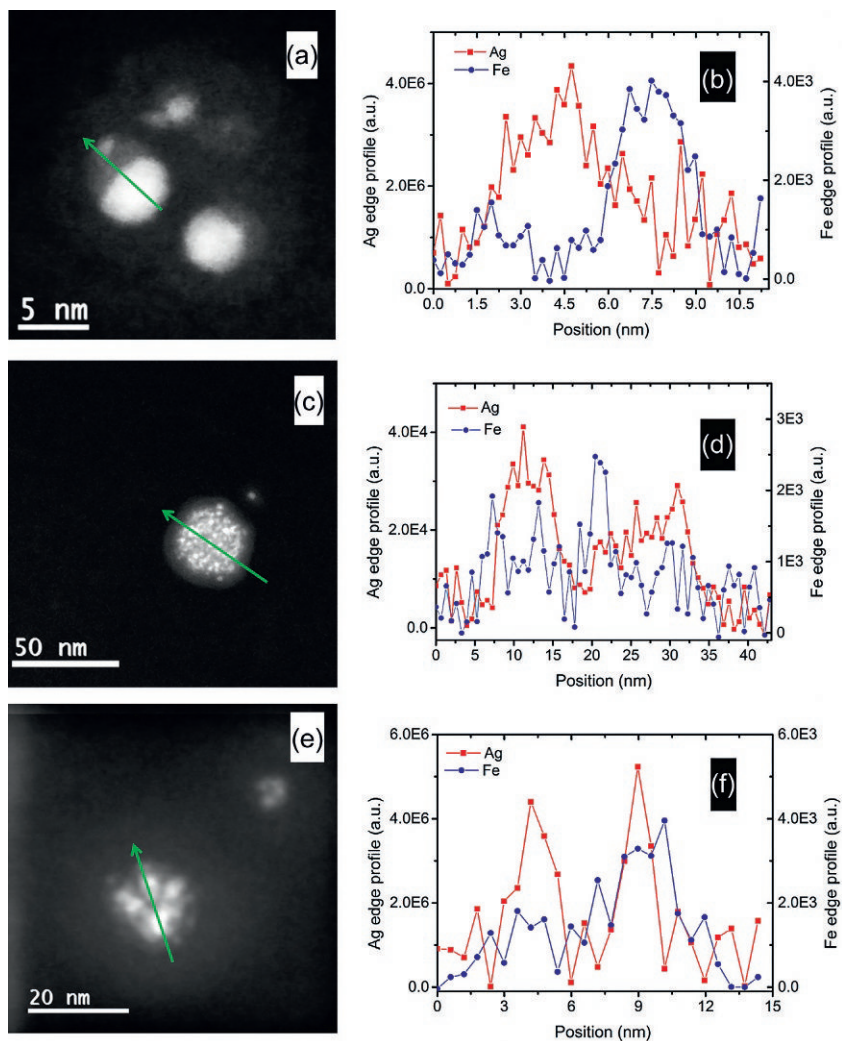 (a)
5 nm
(b)
Ag
Fe
Ag edge profile (a.u.)
4.0E6
2.0E6
0.0
Fe edge profile (a.u.)
4.0E3
2.0E3
0.0
0.0 1.5 3.0 4.5 6.0 7.5 9.0 10.5
Position (nm)
(c)
50 nm
(d)
Ag
Fe
Ag edge profile (a.u.)
4.0E4
2.0E4
0.0
Fe edge profile (a.u.)
3E3
2E3
1E3
0
0 5 10 15 20 25 30 35 40
Position (nm)
(e)
20 nm
(f)
Ag
Fe
Ag edge profile (a.u.)
6.0E6
4.0E6
2.0E6
0.0
Fe edge profile (a.u.)
6.0E3
4.0E3
2.0E3
0.0
0 3 6 9 12 15
Position (nm)